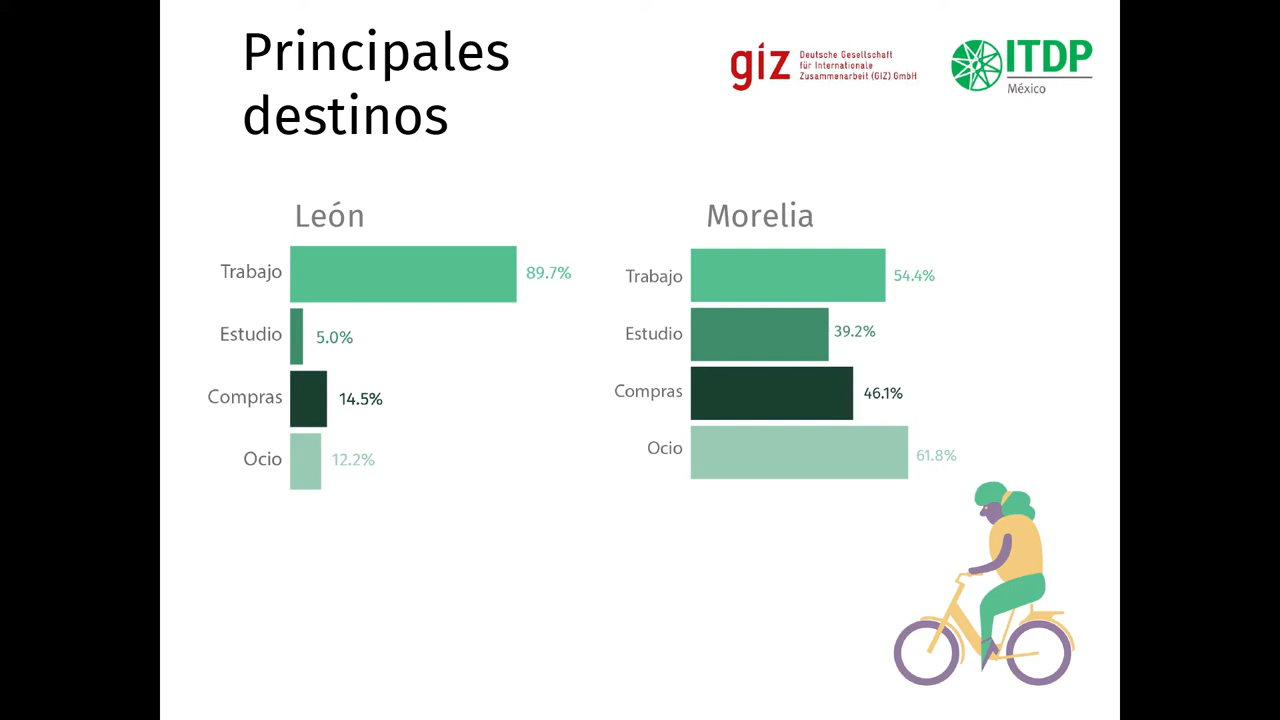 Principales
destinos
giz
Deutsche Gesellschaft
für Internationale
Zusammenarbeit (GIZ) GmbH
ITDP
México
León
Trabajo 89.7%
Estudio 5.0%
Compras 14.5%
Ocio 12.2%
Morelia
Trabajo 54.4%
Estudio 39.2%
Compras 46.1%
Ocio 61.8%